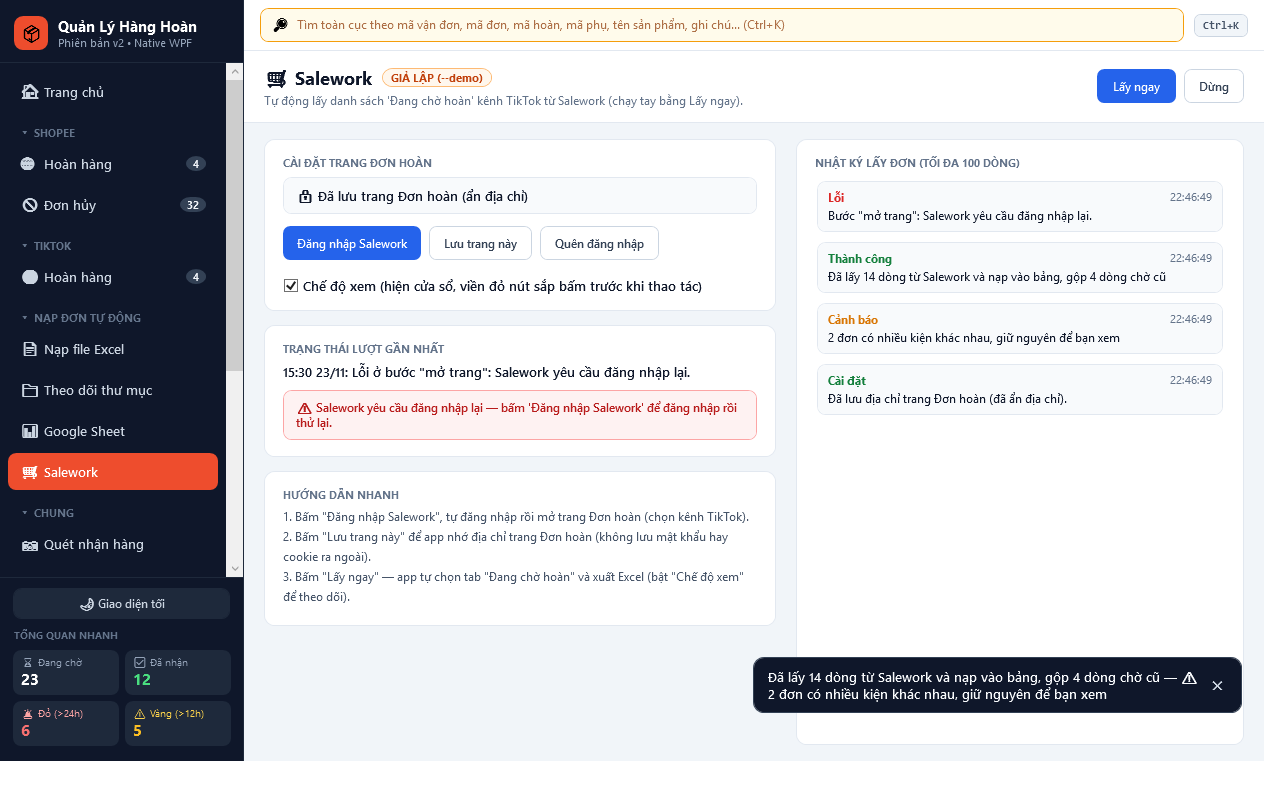 Quản Lý Hàng Hoàn
Phiên bản v2 • Native WPF
Trang chủ
SHOPEE
Hoàn hàng 4
Đơn hủy 32
TIKTOK
Hoàn hàng 4
NẠP ĐƠN TỰ ĐỘNG
Nạp file Excel
Theo dõi thư mục
Google Sheet
Salework
CHUNG
Quét nhận hàng
Giao diện tối
TỔNG QUAN NHANH
Đang chờ
23
Đã nhận
12
Đỏ (>24h)
6
Vàng (>12h)
5
Tìm toàn cục theo mã vận đơn, mã đơn, mã hoàn, mã phụ, tên sản phẩm, ghi chú... (Ctrl+K)
Ctrl+K
Salework GIẢ LẬP (--demo)
Tự động lấy danh sách 'Đang chờ hoàn' kênh TikTok từ Salework (chạy tay bằng Lấy ngay).
Lấy ngay
Dừng
CÀI ĐẶT TRANG ĐƠN HOÀN
Đã lưu trang Đơn hoàn (ẩn địa chỉ)
Đăng nhập Salework
Lưu trang này
Quên đăng nhập
Chế độ xem (hiện cửa sổ, viền đỏ nút sắp bấm trước khi thao tác)
TRẠNG THÁI LƯỢT GẦN NHẤT
15:30 23/11: Lỗi ở bước "mở trang": Salework yêu cầu đăng nhập lại.
Salework yêu cầu đăng nhập lại — bấm 'Đăng nhập Salework' để đăng nhập rồi
thử lại.
HƯỚNG DẪN NHANH
1. Bấm "Đăng nhập Salework", tự đăng nhập rồi mở trang Đơn hoàn (chọn kênh TikTok).
2. Bấm "Lưu trang này" để app nhớ địa chỉ trang Đơn hoàn (không lưu mật khẩu hay
cookie ra ngoài).
3. Bấm "Lấy ngay" — app tự chọn tab "Đang chờ hoàn" và xuất Excel (bật "Chế độ xem"
để theo dõi).
NHẬT KÝ LẤY ĐƠN (TỐI ĐA 100 DÒNG)
Lỗi 22:46:49
Bước "mở trang": Salework yêu cầu đăng nhập lại.
Thành công 22:46:49
Đã lấy 14 dòng từ Salework và nạp vào bảng, gộp 4 dòng chờ cũ
Cảnh báo 22:46:49
2 đơn có nhiều kiện khác nhau, giữ nguyên để bạn xem
Cài đặt 22:46:49
Đã lưu địa chỉ trang Đơn hoàn (đã ẩn địa chỉ).
Đã lấy 14 dòng từ Salework và nạp vào bảng, gộp 4 dòng chờ cũ —
2 đơn có nhiều kiện khác nhau, giữ nguyên để bạn xem